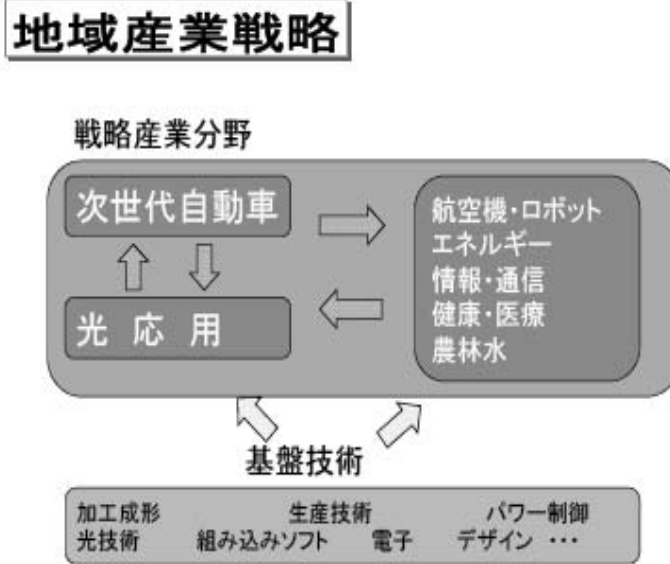 地域産業戦略
戦略産業分野
次世代自動車
光 応 用
航空機・ロボット
エネルギー
情報・通信
健康・医療
農林水
基盤技術
加工成形 生産技術 パワー制御
光技術 組み込みソフト 電子 デザイン ・・・